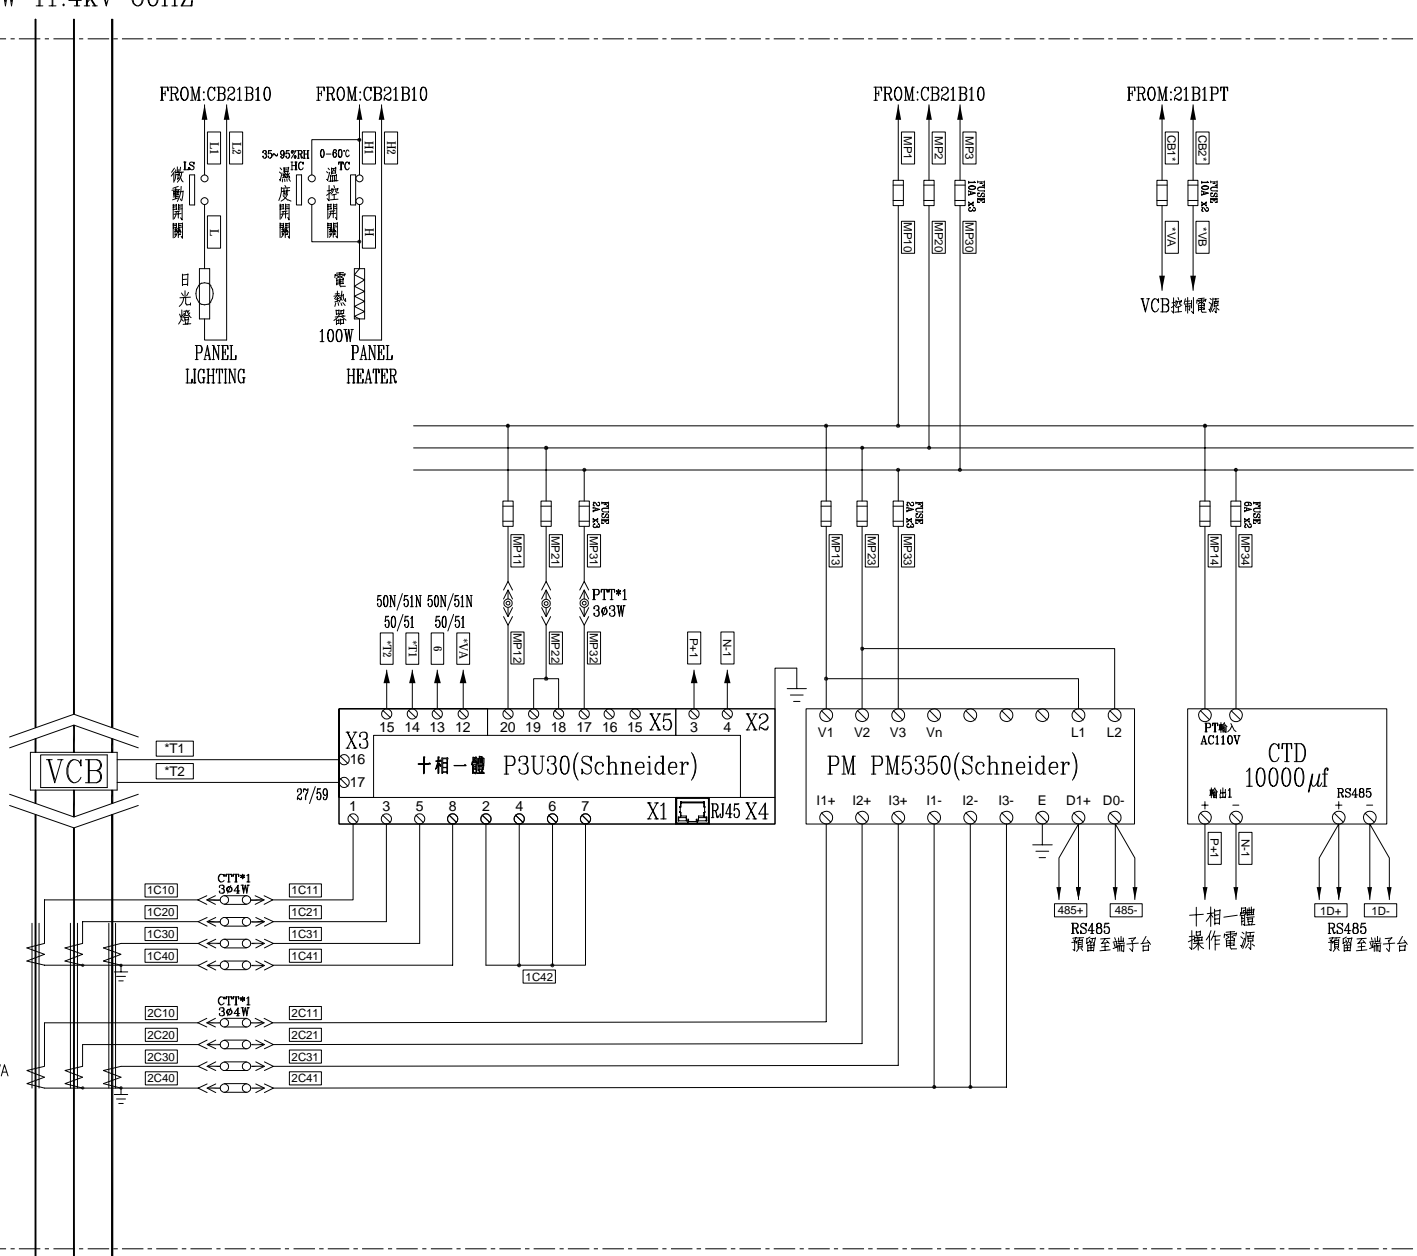 FROM:CB21B10
FROM:CB21B10
FROM:CB21B10
FROM:21B1PT
L1
L2
LS
微動開關
L
日光燈
PANEL
LIGHTING
35~95%RH
HC
濕度開關
0-60℃
TC
溫控開關
H1
H2
H
電熱器
100W
PANEL
HEATER
MP1
MP2
MP3
FUSE
10A x3
MP10
MP20
MP30
CB1*
CB2*
FUSE
10A x2
*VA
*VB
VCB控制電源
FUSE
2A x3
MP11
MP21
MP31
PTT*1
3ø3W
MP12
MP22
MP32
FUSE
2A x3
MP13
MP23
MP33
FUSE
6A x2
MP14
MP34
50N/51N 50N/51N
50/51 50/51
*T2
*T1
6
*VA
P+1
N-1
15 14 13 12
20 19 18 17 16 15 X5
3 4 X2
X3
16
17
十相一體 P3U30(Schneider)
27/59
1 3 5 8 2 4 6 7
X1
RJ45 X4
VCB
*T1
*T2
V1 V2 V3 Vn L1 L2
PM PM5350(Schneider)
I1+ I2+ I3+ I1- I2- I3- E D1+ D0-
485+
485-
RS485
預留至端子台
PT輸入
AC110V
CTD
10000μf
輸出1
RS485
+ − + −
P+1
N-1
十相一體
操作電源
1D+
1D-
RS485
預留至端子台
CTT*1
3ø4W
1C10 1C11
1C20 1C21
1C30 1C31
1C40 1C41
1C42
CTT*1
3ø4W
2C10 2C11
2C20 2C21
2C30 2C31
2C40 2C41